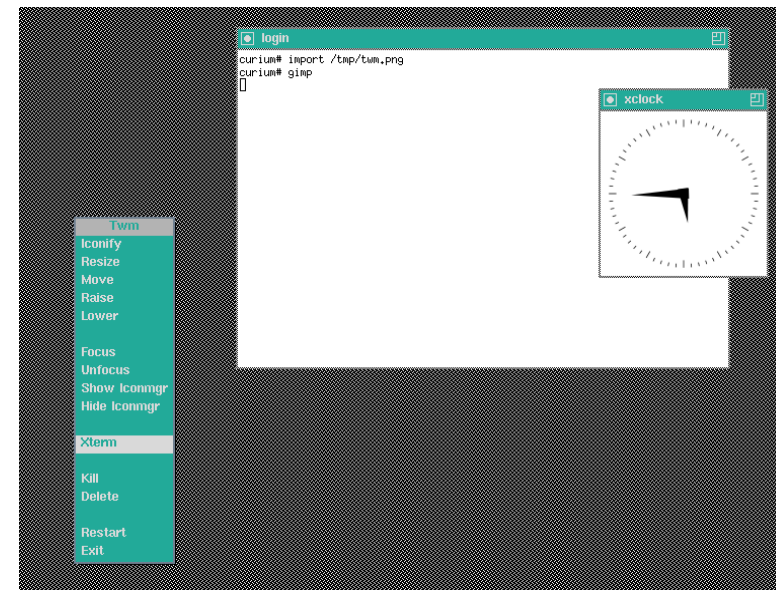 login
curium# import /tmp/twm.png
curium# gimp
xclock
Twm
Iconify
Resize
Move
Raise
Lower
Focus
Unfocus
Show Iconmgr
Hide Iconmgr
Xterm
Kill
Delete
Restart
Exit